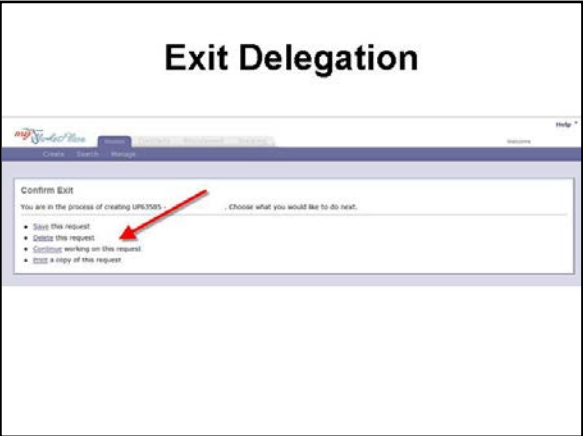 Exit Delegation
Help
my
Welcome
Create Search Manage
Confirm Exit
You are in the process of creating UP63585 - . Choose what you would like to do next.
Save this request
Delete this request
Continue working on this request
Print a copy of this request